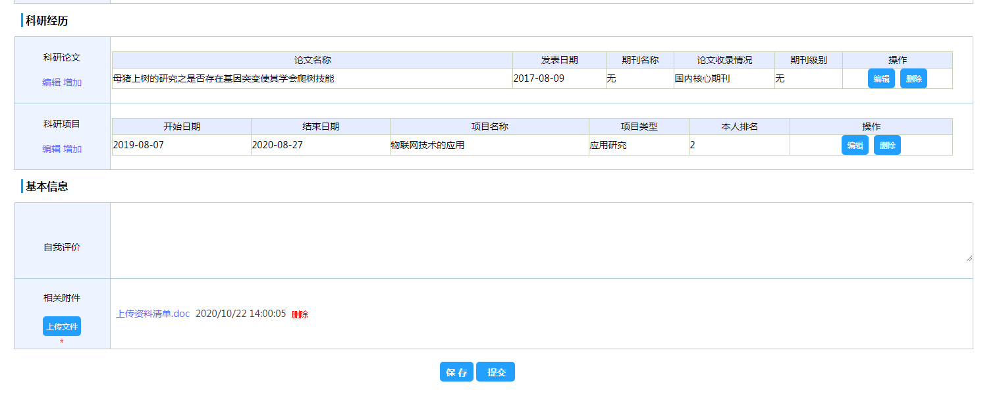 科研经历
科研论文
编辑 增加
论文名称 发表日期 期刊名称 论文收录情况 期刊级别 操作
母猪上树的研究之是否存在基因突变使其学会爬树技能 2017-08-09 无 国内核心期刊 无 编辑 删除
科研项目
编辑 增加
开始日期 结束日期 项目名称 项目类型 本人排名 操作
2019-08-07 2020-08-27 物联网技术的应用 应用研究 2 编辑 删除
基本信息
自我评价
相关附件
上传文件
*
上传资料清单.doc 2020/10/22 14:00:05 删除
保 存 提交